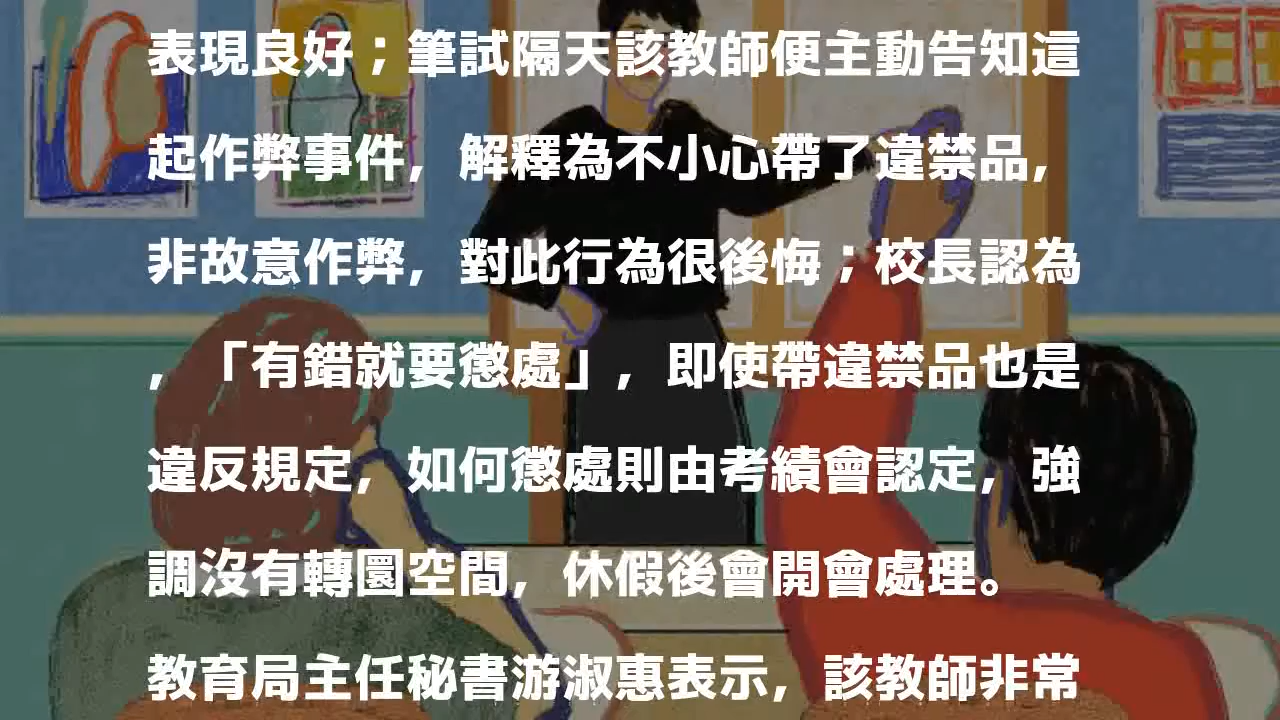 表現良好；筆試隔天該教師便主動告知這
起作弊事件，解釋為不小心帶了違禁品，
非故意作弊，對此行為很後悔；校長認為
，「有錯就要懲處」，即使帶違禁品也是
違反規定，如何懲處則由考績會認定，強
調沒有轉圜空間，休假後會開會處理。
教育局主任秘書游淑惠表示，該教師非常